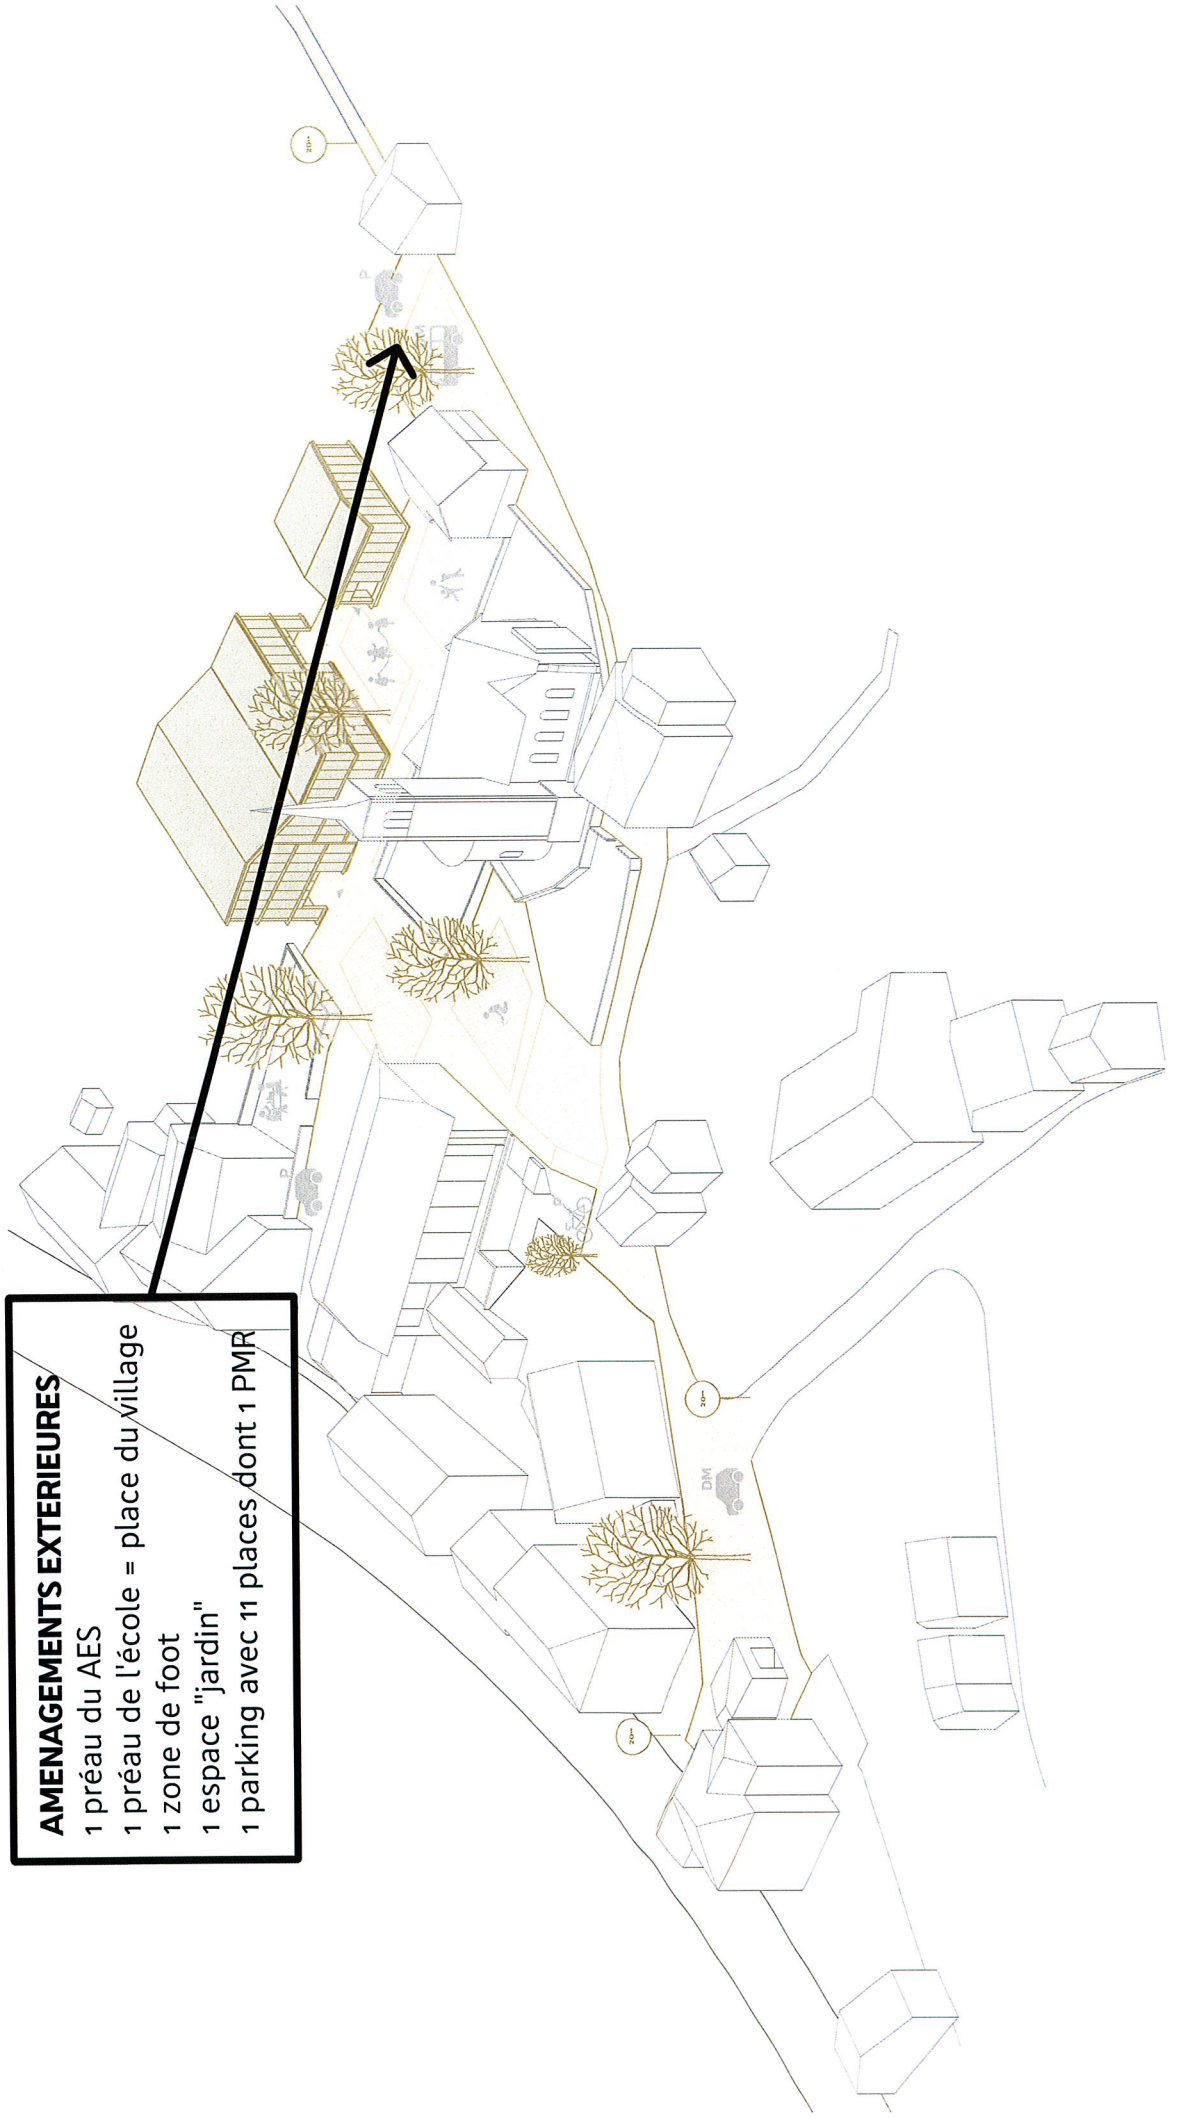 AMENAGEMENTS EXTERIEURES
1 préau du AES
1 préau de l'école = place du village
1 zone de foot
1 espace "jardin"
1 parking avec 11 places dont 1 PMR
P
P
DM